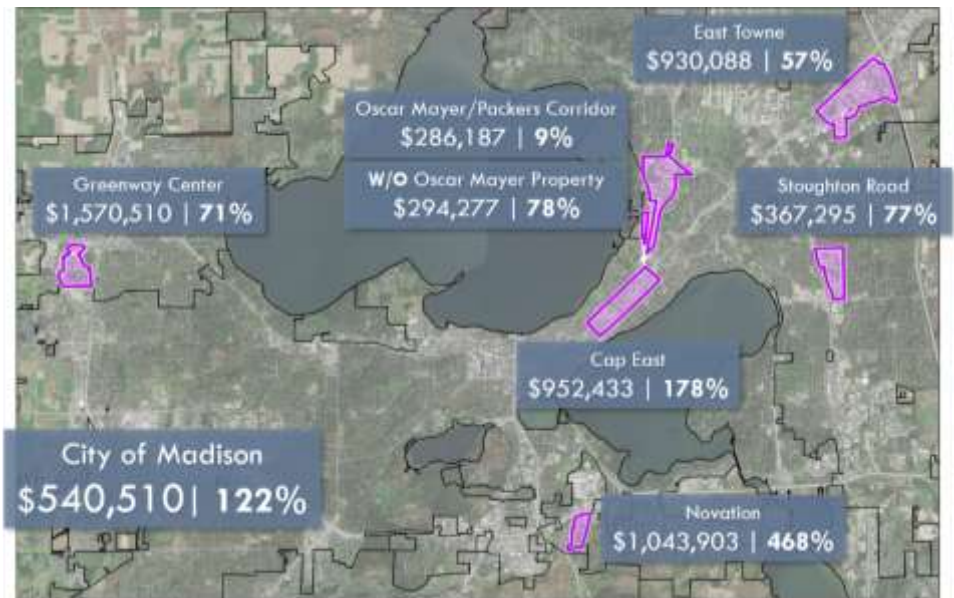 East Towne
$930,088 | 57%
Oscar Mayer/Packers Corridor
$286,187 | 9%
W/O Oscar Mayer Property
$294,277 | 78%
Greenway Center
$1,570,510 | 71%
Stoughton Road
$367,295 | 77%
Cap East
$952,433 | 178%
City of Madison
$540,510| 122%
Novation
$1,043,903 | 468%